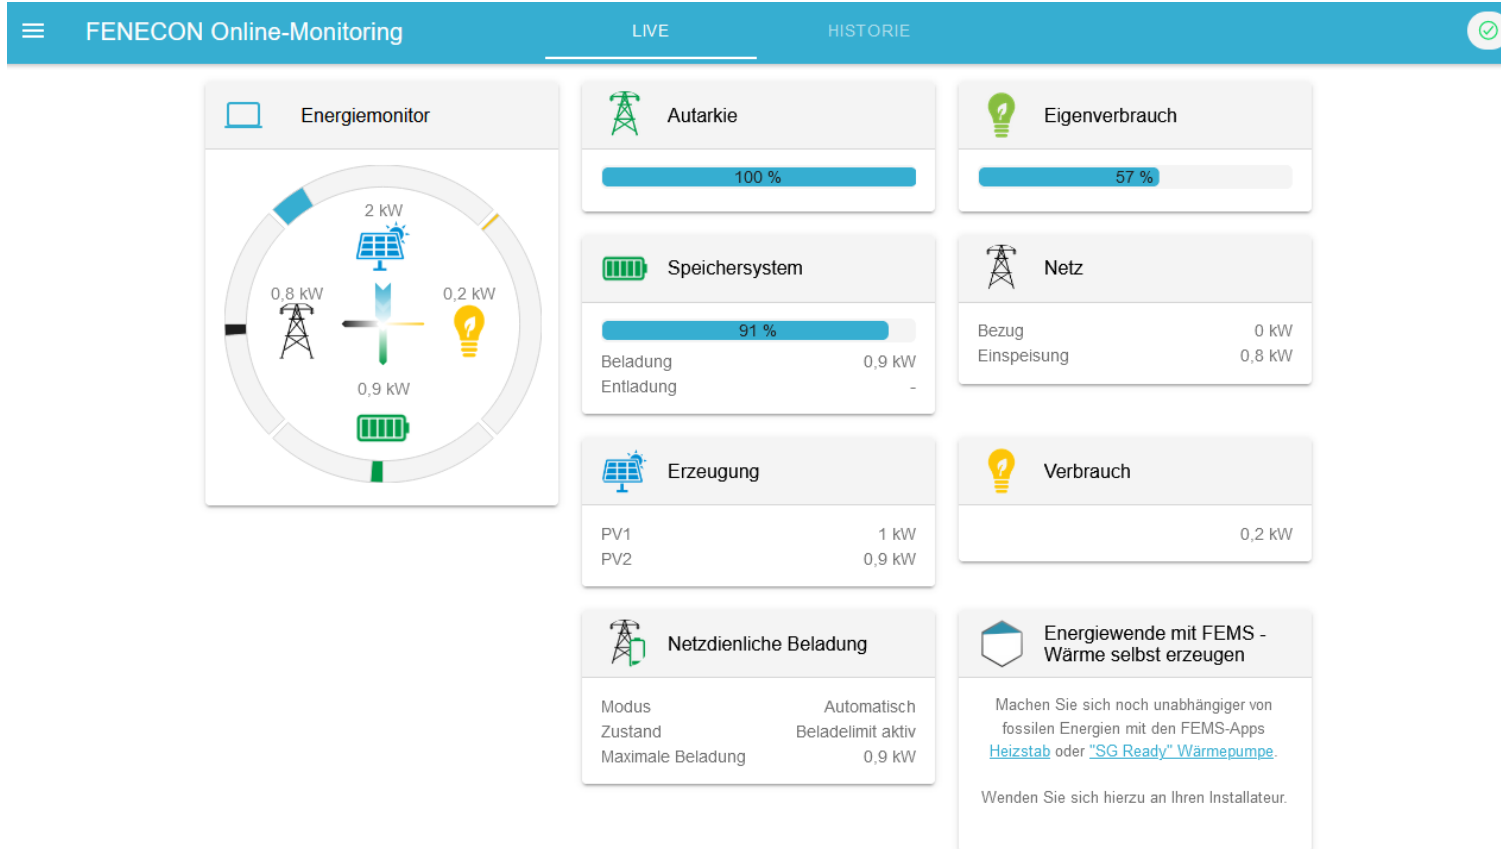 FENECON Online-Monitoring
LIVE
HISTORIE
Energiemonitor
2 kW
0,8 kW
0,2 kW
0,9 kW
Autarkie
100 %
Eigenverbrauch
57 %
Speichersystem
91 %
Beladung 0,9 kW
Entladung -
Netz
Bezug 0 kW
Einspeisung 0,8 kW
Erzeugung
PV1 1 kW
PV2 0,9 kW
Verbrauch
0,2 kW
Netzdienliche Beladung
Modus Automatisch
Zustand Beladelimit aktiv
Maximale Beladung 0,9 kW
Energiewende mit FEMS -
Wärme selbst erzeugen
Machen Sie sich noch unabhängiger von
fossilen Energien mit den FEMS-Apps
Heizstab oder "SG Ready" Wärmepumpe.
Wenden Sie sich hierzu an Ihren Installateur.